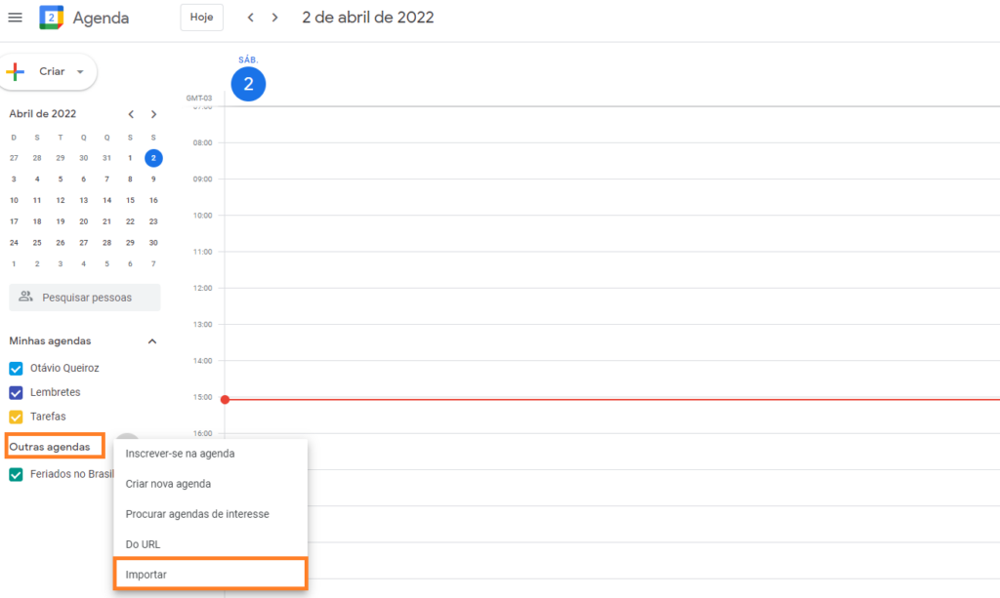 2 Agenda Hoje 2 de abril de 2022
Criar
SÁB.
2
GMT-03
07:00
08:00
09:00
10:00
11:00
12:00
13:00
14:00
15:00
16:00
Abril de 2022
D S T Q Q S S
27 28 29 30 31 1 2
3 4 5 6 7 8 9
10 11 12 13 14 15 16
17 18 19 20 21 22 23
24 25 26 27 28 29 30
1 2 3 4 5 6 7
Pesquisar pessoas
Minhas agendas
Otávio Queiroz
Lembretes
Tarefas
Outras agendas
Feriados no Brasil
Inscrever-se na agenda
Criar nova agenda
Procurar agendas de interesse
Do URL
Importar